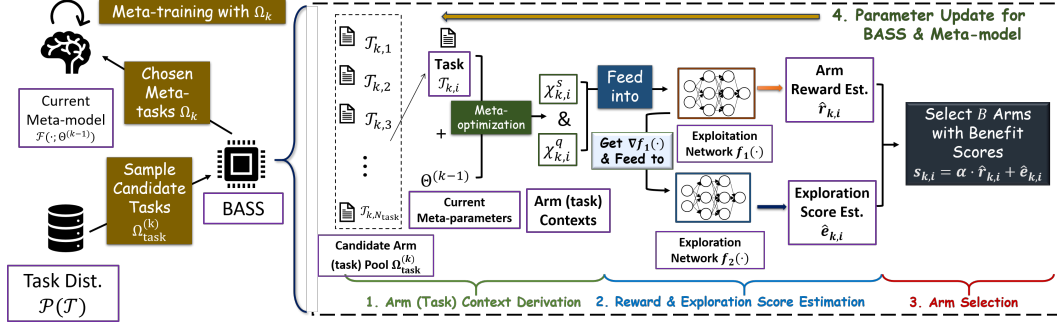 Meta-training with Ω_k
Chosen
Meta-
tasks Ω_k
Current
Meta-model
ℱ(·; Θ^(k−1))
Sample
Candidate
Tasks
Ω_task^(k)
BASS
Task Dist.
𝒫(𝒯)
𝒯_k,1
𝒯_k,2
𝒯_k,3
⋮
𝒯_k,N_task
Candidate Arm
(task) Pool Ω_task^(k)
Task
𝒯_k,i
+
Θ^(k−1)
Current
Meta-parameters
Meta-
optimization
χ_k,i^s
&
χ_k,i^q
Arm (task)
Contexts
Feed
into
Get ∇f₁(·)
& Feed to
Exploitation
Network f₁(·)
Exploration
Network f₂(·)
Arm
Reward Est.
r̂_k,i
Exploration
Score Est.
ê_k,i
4. Parameter Update for
BASS & Meta-model
Select B Arms
with Benefit
Scores
s_k,i = α · r̂_k,i + ê_k,i
1. Arm (Task) Context Derivation
2. Reward & Exploration Score Estimation
3. Arm Selection